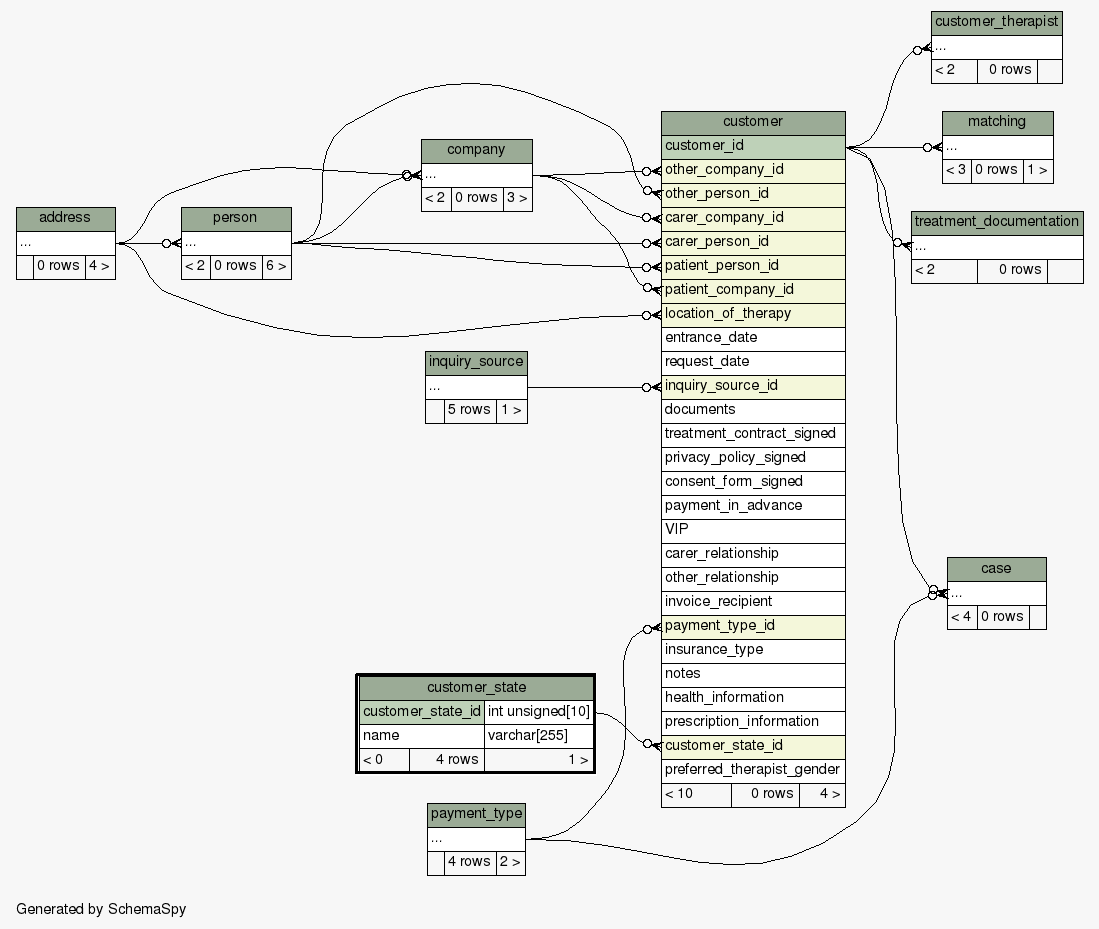 customer_therapist
...
< 2 0 rows
customer
customer_id
other_company_id
other_person_id
carer_company_id
carer_person_id
patient_person_id
patient_company_id
location_of_therapy
entrance_date
request_date
inquiry_source_id
documents
treatment_contract_signed
privacy_policy_signed
consent_form_signed
payment_in_advance
VIP
carer_relationship
other_relationship
invoice_recipient
payment_type_id
insurance_type
notes
health_information
prescription_information
customer_state_id
preferred_therapist_gender
< 10 0 rows 4 >
matching
...
< 3 0 rows 1 >
company
...
< 2 0 rows 3 >
address
...
0 rows 4 >
person
...
< 2 0 rows 6 >
treatment_documentation
...
< 2 0 rows
inquiry_source
...
5 rows 1 >
case
...
< 4 0 rows
customer_state
customer_state_id int unsigned[10]
name varchar[255]
< 0 4 rows 1 >
payment_type
...
4 rows 2 >
Generated by SchemaSpy